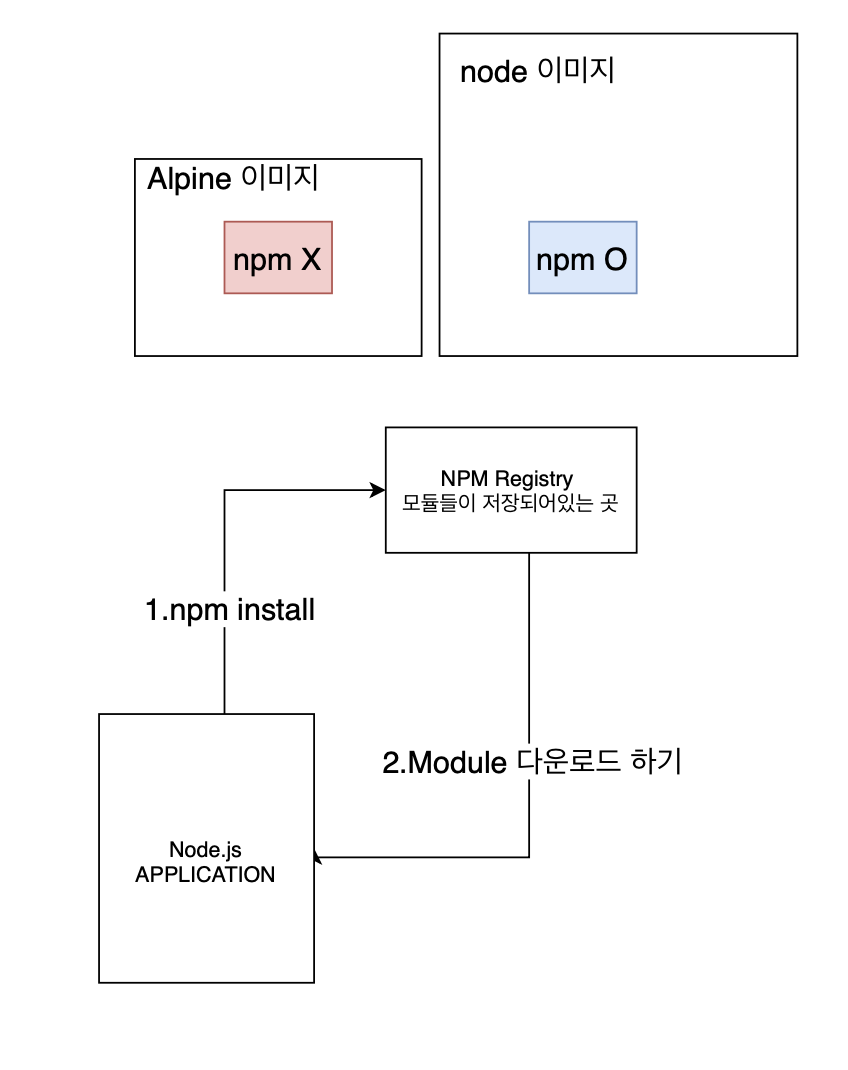 node 이미지
Alpine 이미지
npm X
npm O
NPM Registry
모듈들이 저장되어있는 곳
1.npm install
2.Module 다운로드 하기
Node.js
APPLICATION